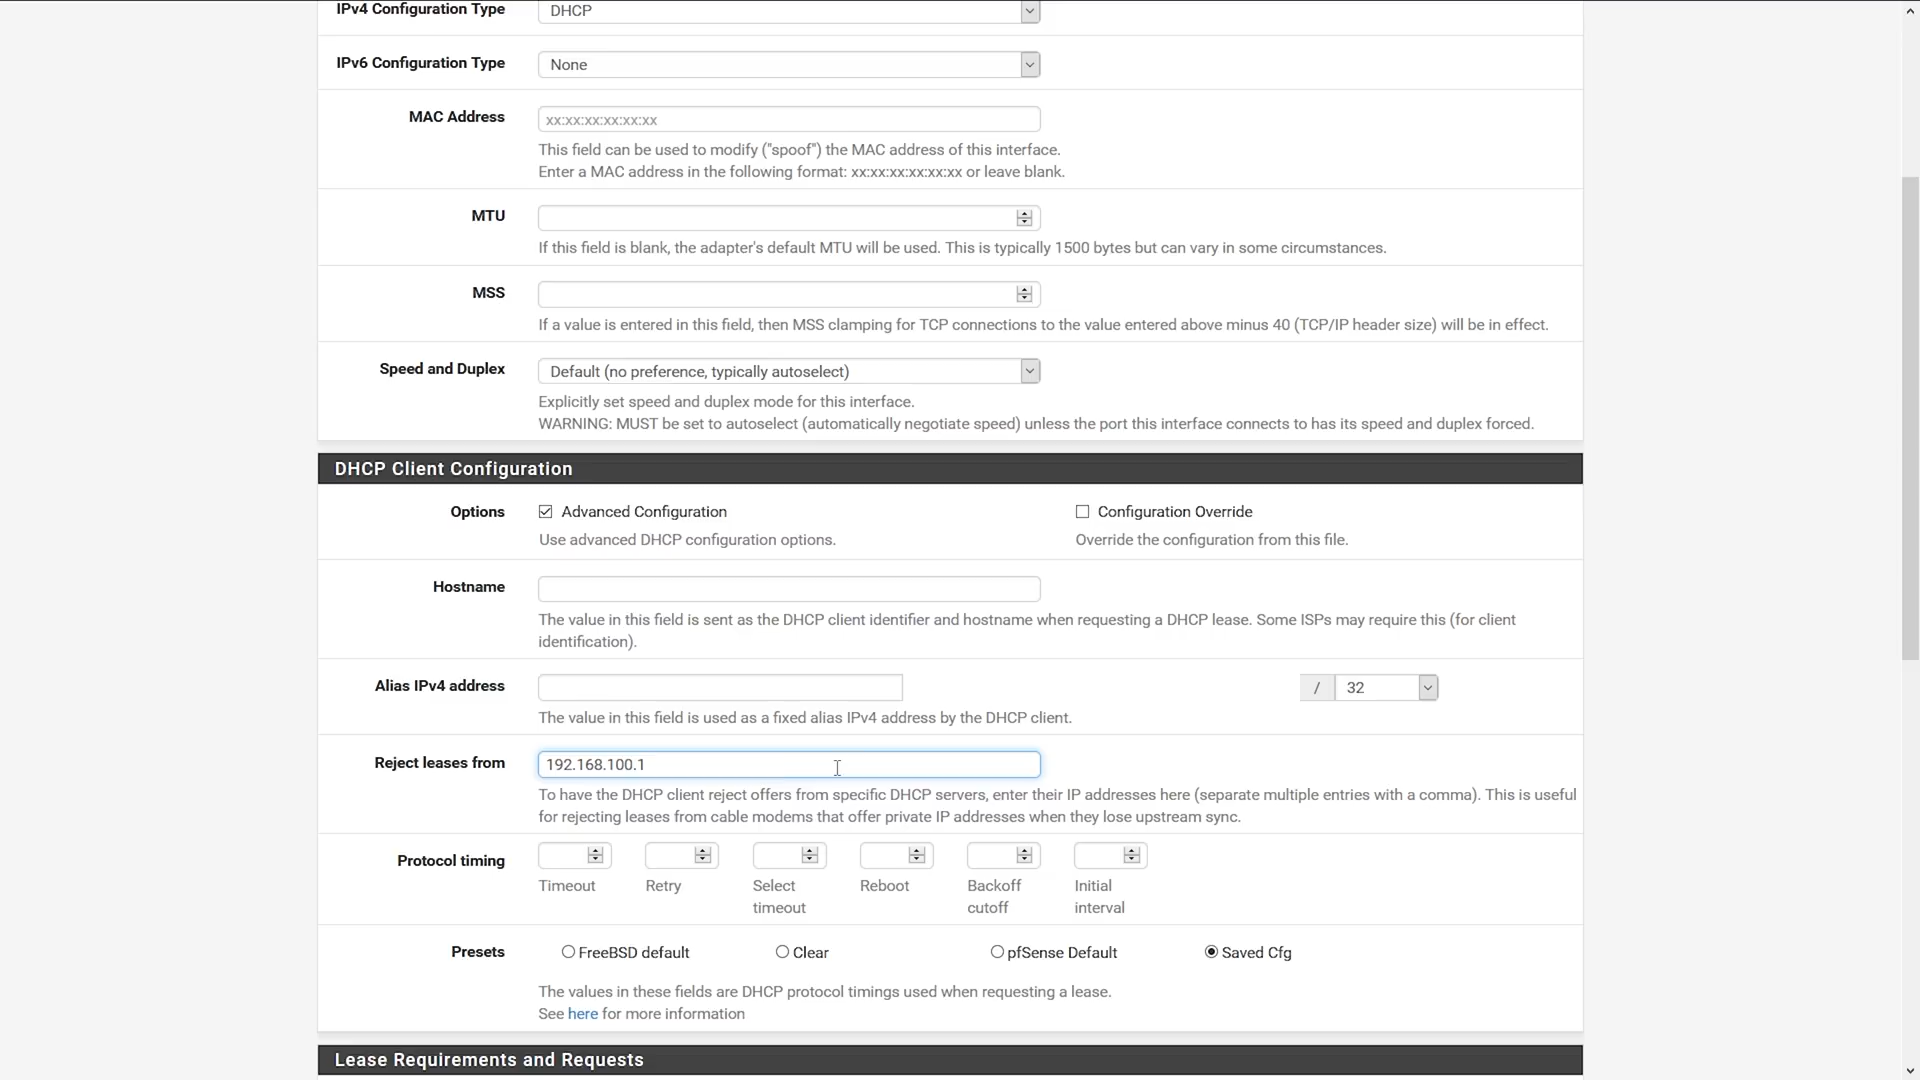 IPv4 Configuration Type DHCP
IPv6 Configuration Type None
MAC Address xx:xx:xx:xx:xx:xx
This field can be used to modify ("spoof") the MAC address of this interface.
Enter a MAC address in the following format: xx:xx:xx:xx:xx:xx or leave blank.
MTU
If this field is blank, the adapter's default MTU will be used. This is typically 1500 bytes but can vary in some circumstances.
MSS
If a value is entered in this field, then MSS clamping for TCP connections to the value entered above minus 40 (TCP/IP header size) will be in effect.
Speed and Duplex Default (no preference, typically autoselect)
Explicitly set speed and duplex mode for this interface.
WARNING: MUST be set to autoselect (automatically negotiate speed) unless the port this interface connects to has its speed and duplex forced.
DHCP Client Configuration
Options Advanced Configuration Configuration Override
Use advanced DHCP configuration options. Override the configuration from this file.
Hostname
The value in this field is sent as the DHCP client identifier and hostname when requesting a DHCP lease. Some ISPs may require this (for client
identification).
Alias IPv4 address / 32
The value in this field is used as a fixed alias IPv4 address by the DHCP client.
Reject leases from 192.168.100.1
To have the DHCP client reject offers from specific DHCP servers, enter their IP addresses here (separate multiple entries with a comma). This is useful
for rejecting leases from cable modems that offer private IP addresses when they lose upstream sync.
Protocol timing
Timeout Retry Select Reboot Backoff Initial
timeout cutoff interval
Presets FreeBSD default Clear pfSense Default Saved Cfg
The values in these fields are DHCP protocol timings used when requesting a lease.
See here for more information
Lease Requirements and Requests